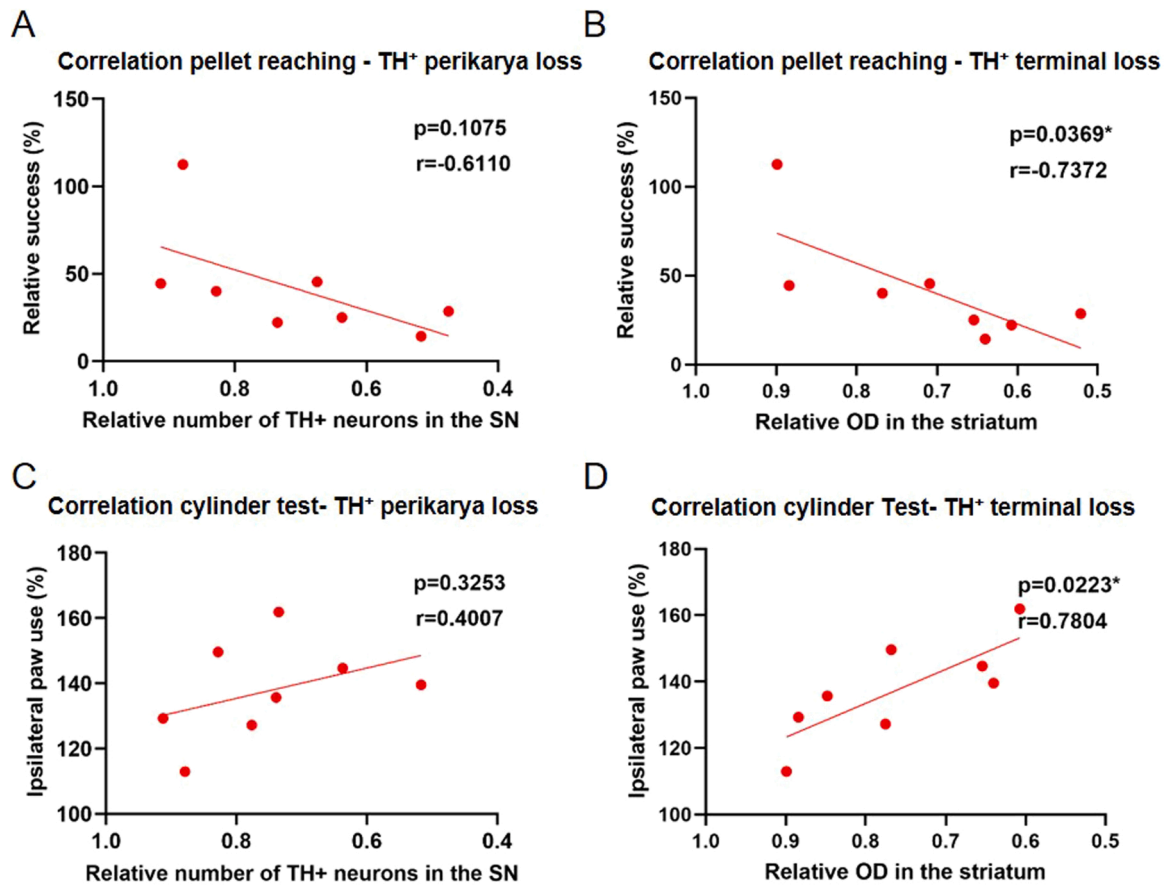 A
Correlation pellet reaching - TH⁺ perikarya loss
Relative success (%)
150
100
50
0
p=0.1075
r=-0.6110
1.0
0.8
0.6
0.4
Relative number of TH+ neurons in the SN
B
Correlation pellet reaching - TH⁺ terminal loss
Relative success (%)
150
100
50
0
p=0.0369*
r=-0.7372
1.0
0.9
0.8
0.7
0.6
0.5
Relative OD in the striatum
C
Correlation cylinder test- TH⁺ perikarya loss
Ipsilateral paw use (%)
180
160
140
120
100
p=0.3253
r=0.4007
1.0
0.8
0.6
0.4
Relative number of TH+ neurons in the SN
D
Correlation cylinder Test- TH⁺ terminal loss
Ipsilateral paw use (%)
180
160
140
120
100
p=0.0223*
r=0.7804
1.0
0.9
0.8
0.7
0.6
0.5
Relative OD in the striatum